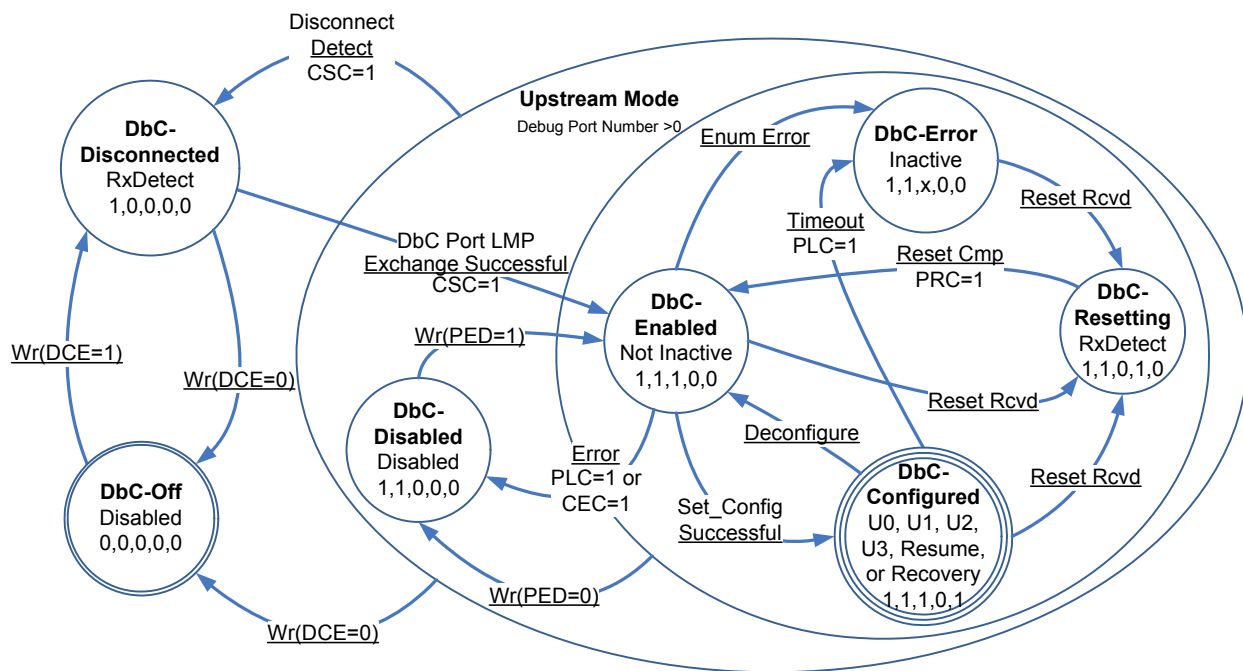 Disconnect
Detect
CSC=1
DbC-
Disconnected
RxDetect
1,0,0,0,0
Upstream Mode
Debug Port Number >0
Enum Error
DbC-Error
Inactive
1,1,x,0,0
Reset Rcvd
Timeout
PLC=1
DbC Port LMP
Exchange Successful
CSC=1
Reset Cmp
PRC=1
DbC-
Enabled
Not Inactive
1,1,1,0,0
DbC-
Resetting
RxDetect
1,1,0,1,0
Wr(DCE=1)
Wr(DCE=0)
Wr(PED=1)
Reset Rcvd
DbC-
Disabled
Disabled
1,1,0,0,0
Error
PLC=1 or
CEC=1
Deconfigure
DbC-Off
Disabled
0,0,0,0,0
Set_Config
Successful
DbC-
Configured
U0, U1, U2,
U3, Resume,
or Recovery
1,1,1,0,1
Reset Rcvd
Wr(PED=0)
Wr(DCE=0)